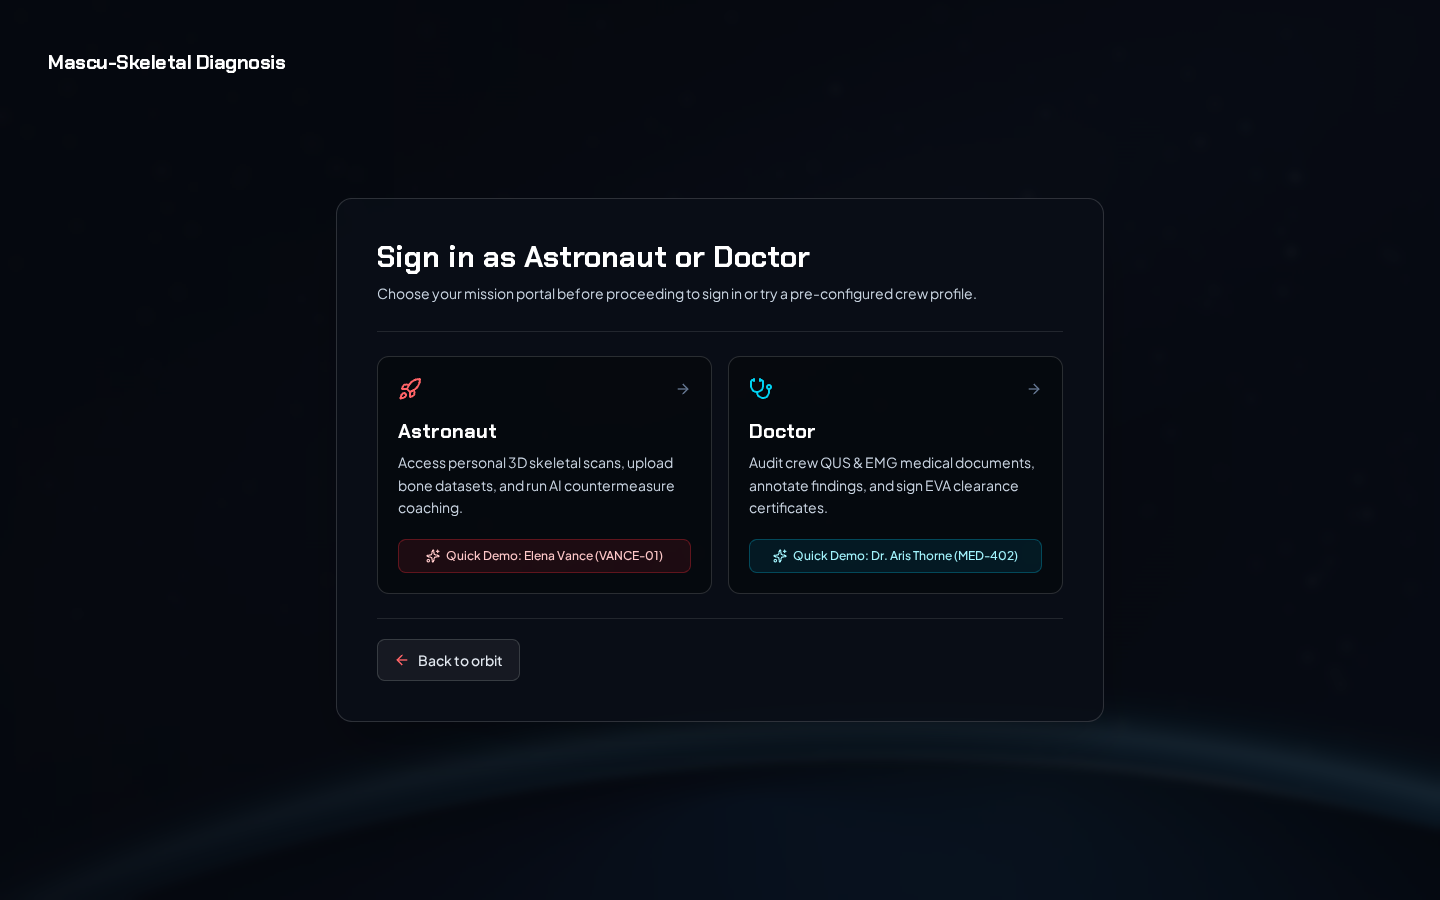 Mascu-Skeletal Diagnosis
Sign in as Astronaut or Doctor
Choose your mission portal before proceeding to sign in or try a pre-configured crew profile.
Astronaut
Access personal 3D skeletal scans, upload
bone datasets, and run AI countermeasure
coaching.
Quick Demo: Elena Vance (VANCE-01)
Doctor
Audit crew QUS & EMG medical documents,
annotate findings, and sign EVA clearance
certificates.
Quick Demo: Dr. Aris Thorne (MED-402)
Back to orbit